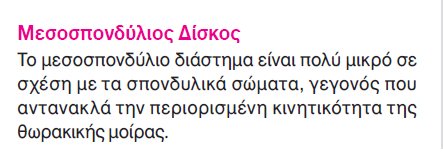 Μεσοσπονδύλιος Δίσκος
Το μεσοσπονδύλιο διάστημα είναι πολύ μικρό σε
σχέση με τα σπονδυλικά σώματα, γεγονός που
αντανακλά την περιορισμένη κινητικότητα της
θωρακικής μοίρας.